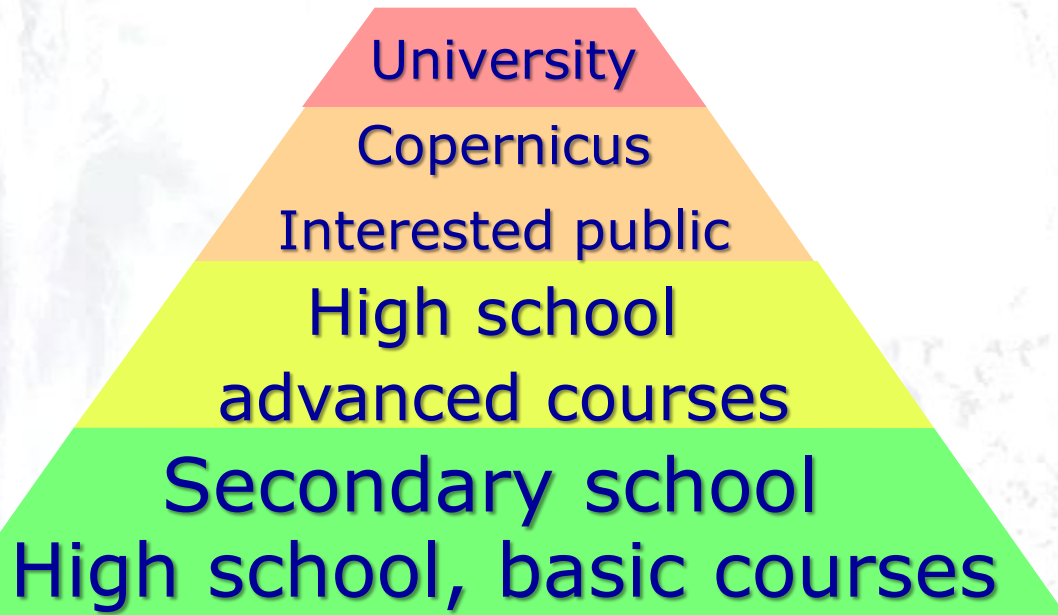 University
Copernicus
Interested public
High school
advanced courses
Secondary school
High school, basic courses